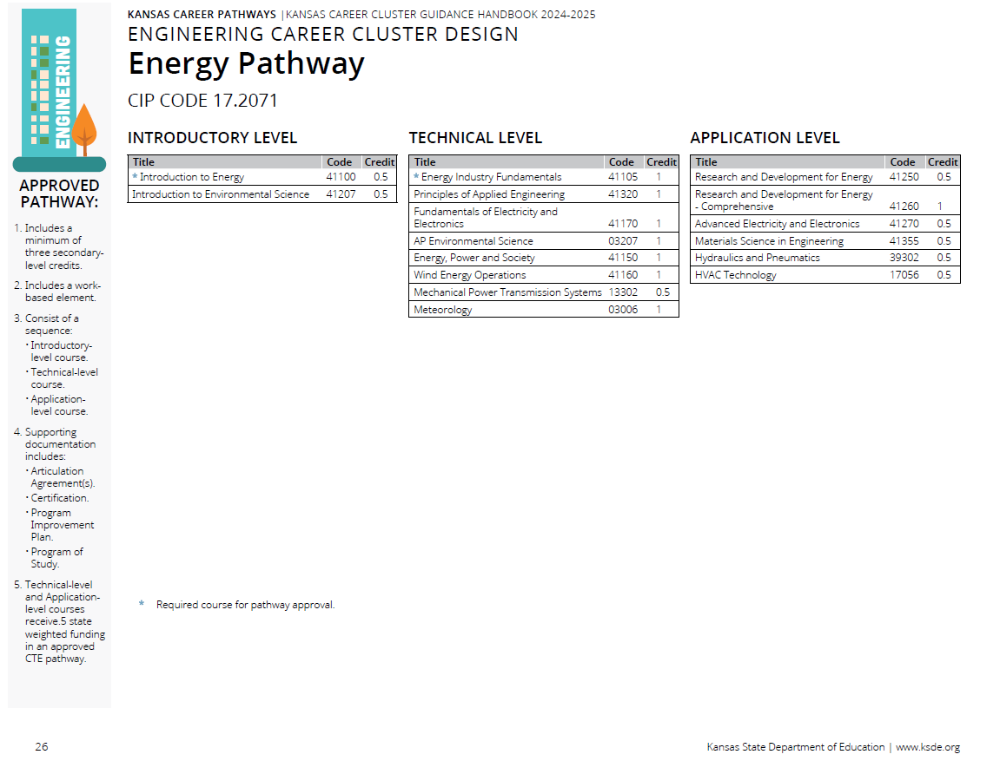 KANSAS CAREER PATHWAYS | KANSAS CAREER CLUSTER GUIDANCE HANDBOOK 2024-2025
ENGINEERING CAREER CLUSTER DESIGN
Energy Pathway
CIP CODE 17.2071
ENGINEERING
APPROVED
PATHWAY:
1. Includes a
minimum of
three secondary-
level credits.
2. Includes a work-
based element.
3. Consist of a
sequence:
· Introductory-
level course.
· Technical-level
course.
· Application-
level course.
4. Supporting
documentation
includes:
· Articulation
Agreement(s).
· Certification.
· Program
Improvement
Plan.
· Program of
Study.
5. Technical-level
and Application-
level courses
receive.5 state
weighted funding
in an approved
CTE pathway.
INTRODUCTORY LEVEL
Title Code Credit
* Introduction to Energy 41100 0.5
Introduction to Environmental Science 41207 0.5
TECHNICAL LEVEL
Title Code Credit
* Energy Industry Fundamentals 41105 1
Principles of Applied Engineering 41320 1
Fundamentals of Electricity and
Electronics 41170 1
AP Environmental Science 03207 1
Energy, Power and Society 41150 1
Wind Energy Operations 41160 1
Mechanical Power Transmission Systems 13302 0.5
Meteorology 03006 1
APPLICATION LEVEL
Title Code Credit
Research and Development for Energy 41250 0.5
Research and Development for Energy
- Comprehensive 41260 1
Advanced Electricity and Electronics 41270 0.5
Materials Science in Engineering 41355 0.5
Hydraulics and Pneumatics 39302 0.5
HVAC Technology 17056 0.5
* Required course for pathway approval.
26
Kansas State Department of Education | www.ksde.org